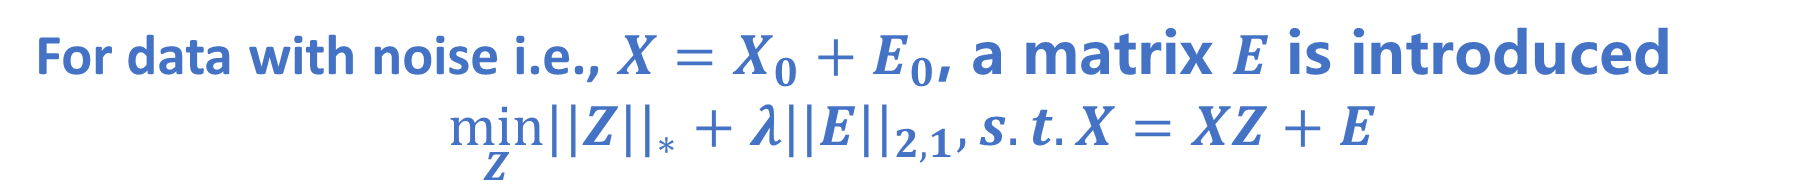 For data with noise i.e., X = X₀ + E₀, a matrix E is introduced
min_Z ||Z||_* + λ||E||_{2,1}, s.t. X = XZ + E